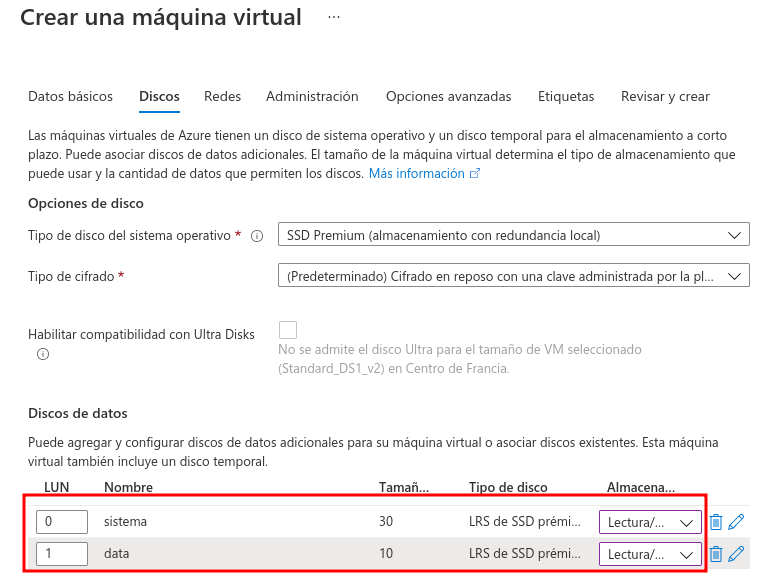 Crear una máquina virtual ...
Datos básicos Discos Redes Administración Opciones avanzadas Etiquetas Revisar y crear
Las máquinas virtuales de Azure tienen un disco de sistema operativo y un disco temporal para el almacenamiento a corto
plazo. Puede asociar discos de datos adicionales. El tamaño de la máquina virtual determina el tipo de almacenamiento que
puede usar y la cantidad de datos que permiten los discos. Más información
Opciones de disco
Tipo de disco del sistema operativo * SSD Premium (almacenamiento con redundancia local)
Tipo de cifrado * (Predeterminado) Cifrado en reposo con una clave administrada por la pl...
Habilitar compatibilidad con Ultra Disks
No se admite el disco Ultra para el tamaño de VM seleccionado
(Standard_DS1_v2) en Centro de Francia.
Discos de datos
Puede agregar y configurar discos de datos adicionales para su máquina virtual o asociar discos existentes. Esta máquina
virtual también incluye un disco temporal.
LUN Nombre Tamañ... Tipo de disco Almacena...
0 sistema 30 LRS de SSD prémi... Lectura/...
1 data 10 LRS de SSD prémi... Lectura/...